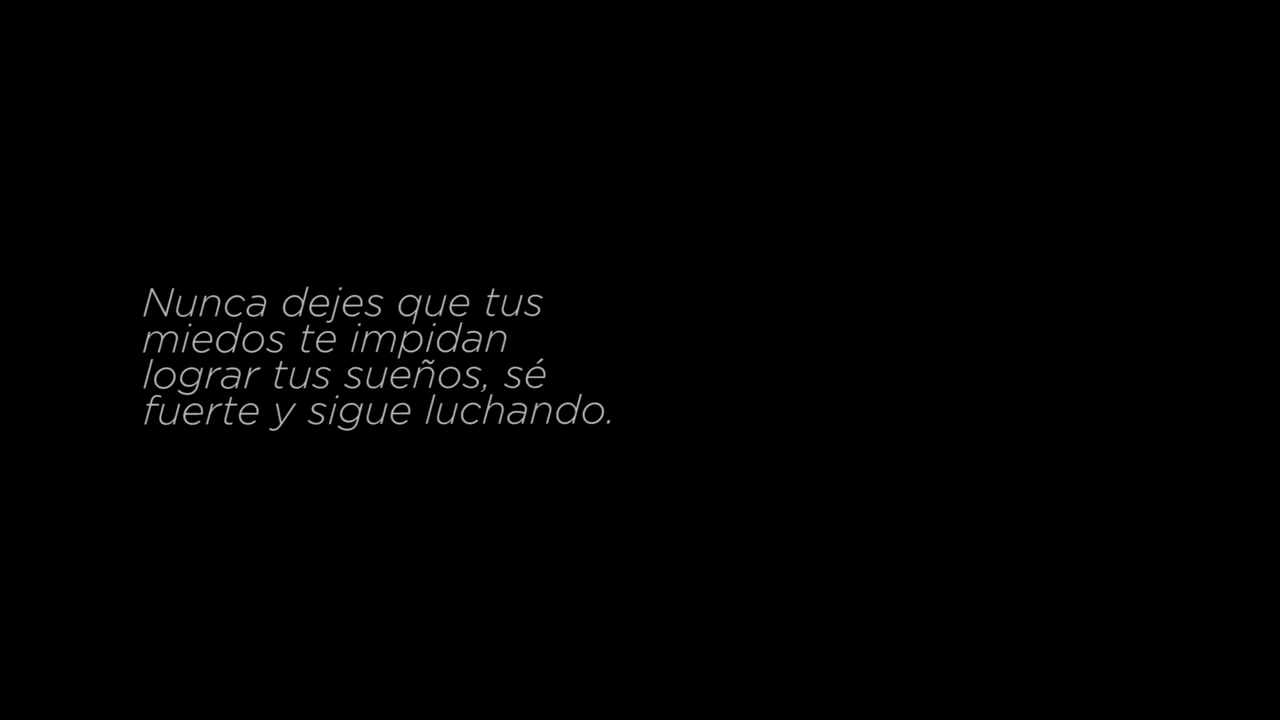 Nunca dejes que tus
miedos te impidan
lograr tus sueños, sé
fuerte y sigue luchando.